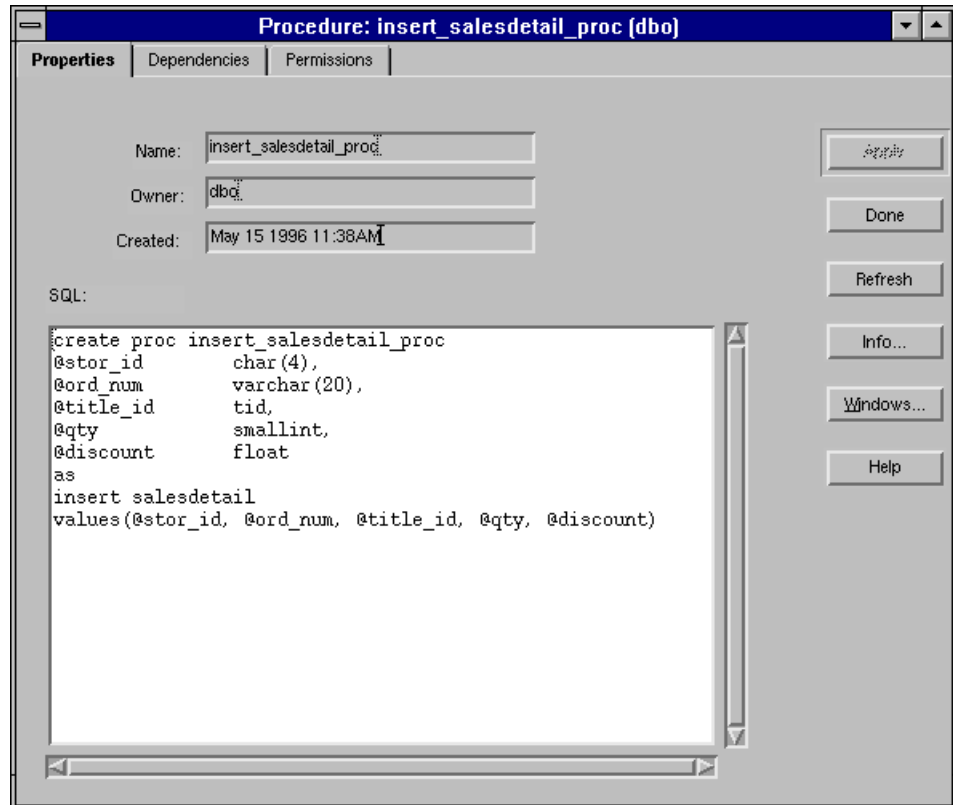 Procedure: insert_salesdetail_proc (dbo)
Properties Dependencies Permissions
Name: insert_salesdetail_proc
Apply
Owner: dbo
Done
Created: May 15 1996 11:38AM
Refresh
SQL:
Info...
Windows...
Help
create proc insert_salesdetail_proc
@stor_id char(4),
@ord_num varchar(20),
@title_id tid,
@qty smallint,
@discount float
as
insert salesdetail
values(@stor_id, @ord_num, @title_id, @qty, @discount)